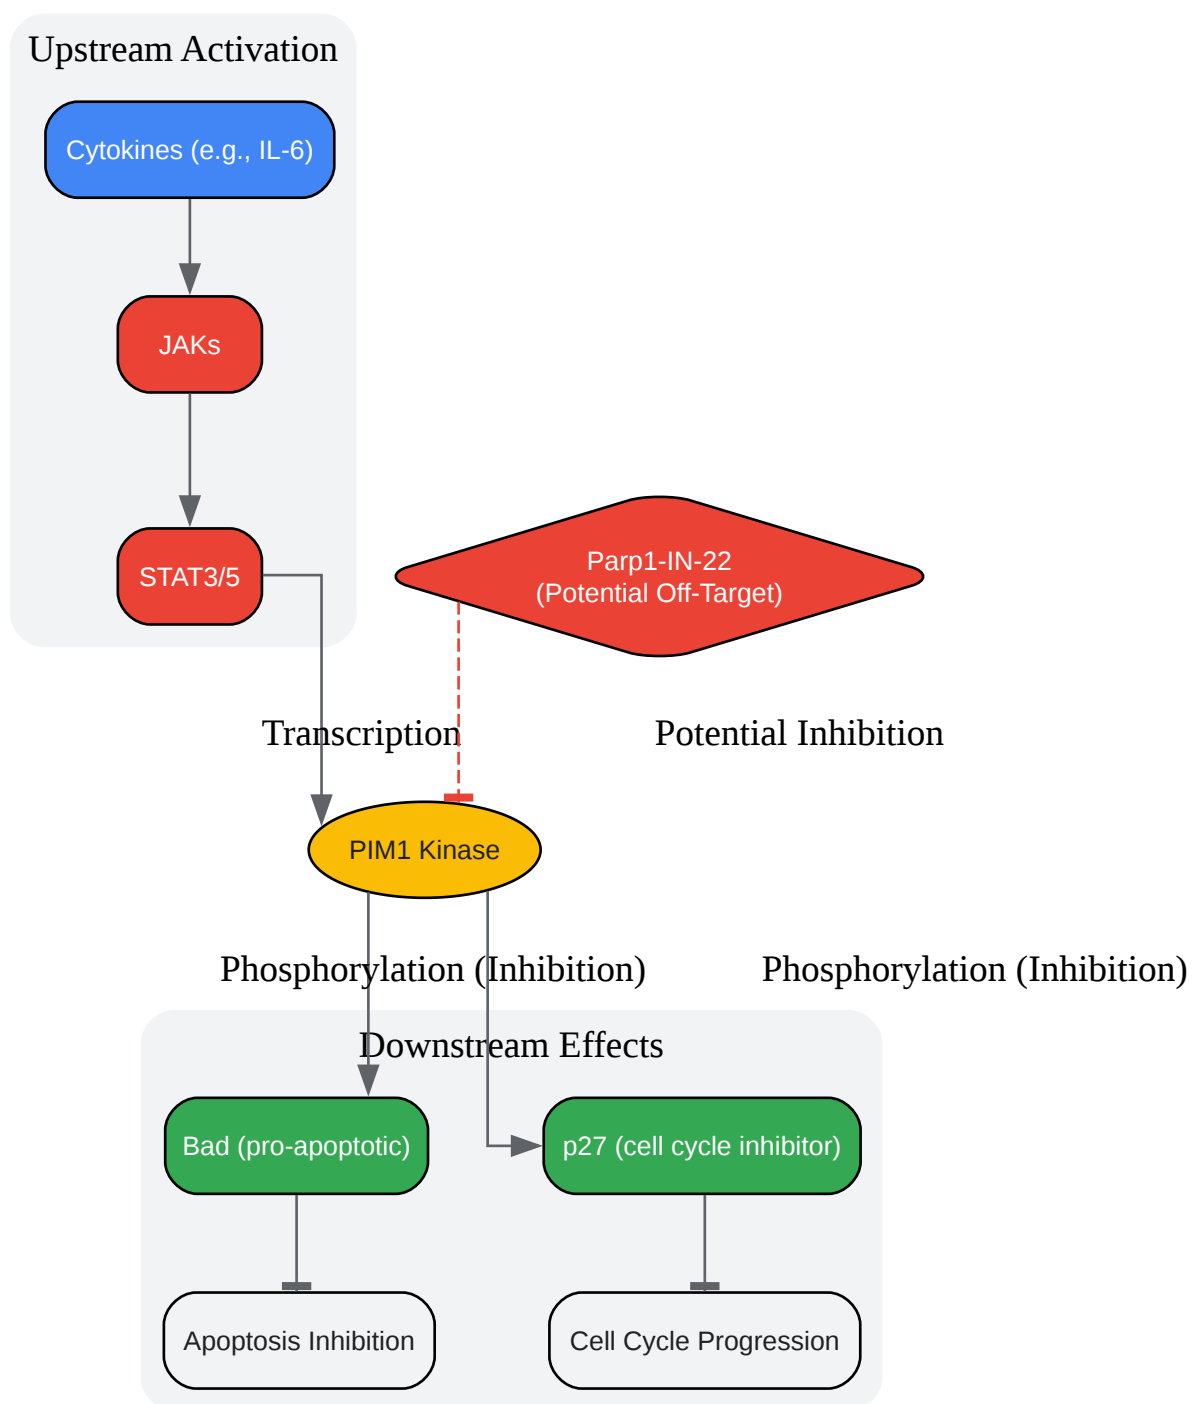 Upstream Activation
Cytokines (e.g., IL-6)
JAKs
STAT3/5
Parp1-IN-22
(Potential Off-Target)
Transcription
Potential Inhibition
PIM1 Kinase
Phosphorylation (Inhibition)
Phosphorylation (Inhibition)
Downstream Effects
Bad (pro-apoptotic)
p27 (cell cycle inhibitor)
Apoptosis Inhibition
Cell Cycle Progression